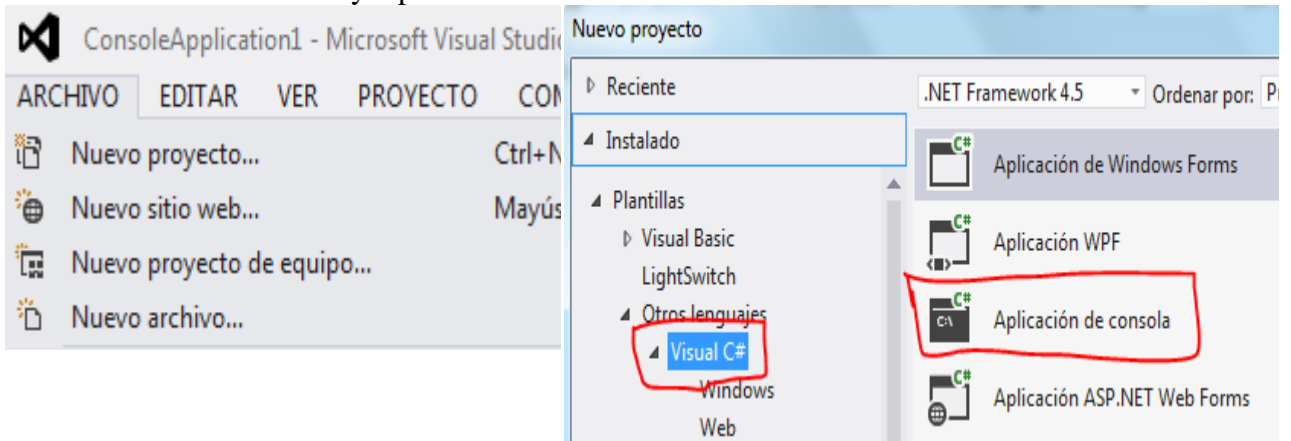 ConsoleApplication1 - Microsoft Visual Studio
ARCHIVO EDITAR VER PROYECTO
Nuevo proyecto... Ctrl+N
Nuevo sitio web... Mayús
Nuevo proyecto de equipo...
Nuevo archivo...
Nuevo proyecto
Reciente
Instalado
Plantillas
Visual Basic
LightSwitch
Otros lenguajes
Visual C#
Windows
Web
.NET Framework 4.5 Ordenar por:
C# Aplicación de Windows Forms
C# Aplicación WPF
C# C:\ Aplicación de consola
C# Aplicación ASP.NET Web Forms